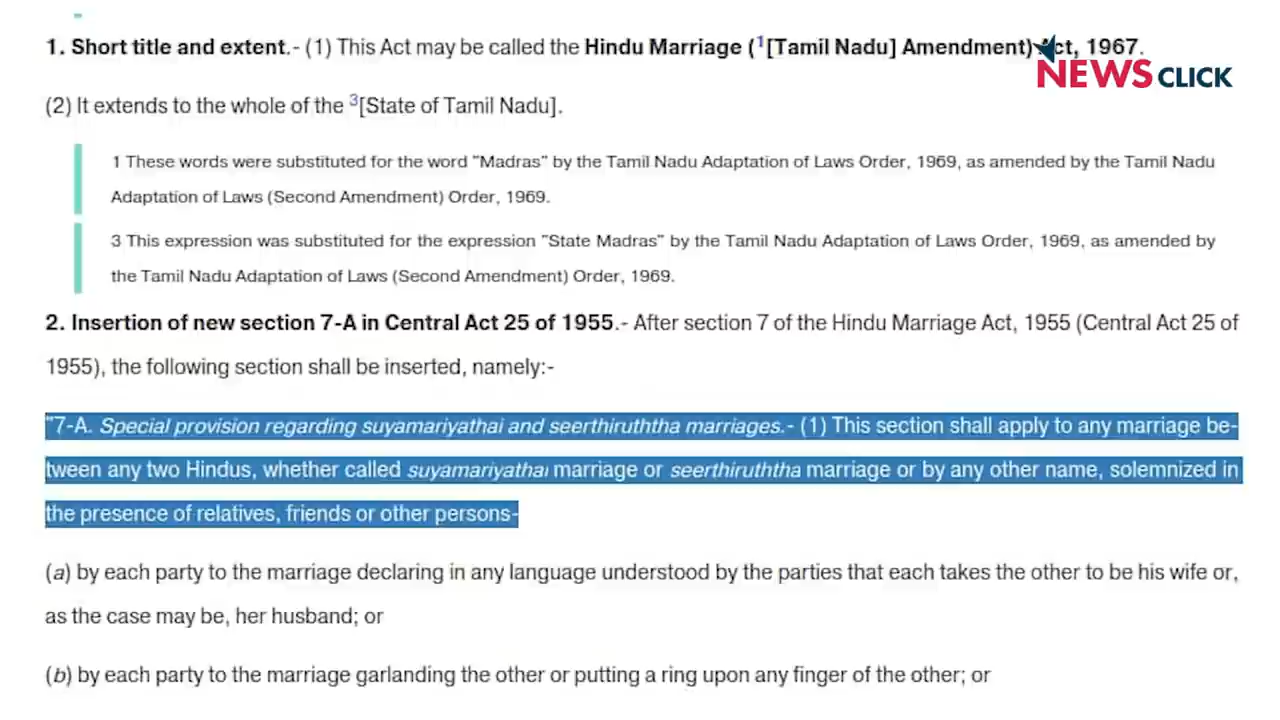 1. Short title and extent.- (1) This Act may be called the Hindu Marriage (1[Tamil Nadu] Amendment) Act, 1967.
NEWS CLICK
(2) It extends to the whole of the 3[State of Tamil Nadu].
1 These words were substituted for the word "Madras" by the Tamil Nadu Adaptation of Laws Order, 1969, as amended by the Tamil Nadu
Adaptation of Laws (Second Amendment) Order, 1969.
3 This expression was substituted for the expression "State Madras" by the Tamil Nadu Adaptation of Laws Order, 1969, as amended by
the Tamil Nadu Adaptation of Laws (Second Amendment) Order, 1969.
2. Insertion of new section 7-A in Central Act 25 of 1955.- After section 7 of the Hindu Marriage Act, 1955 (Central Act 25 of
1955), the following section shall be inserted, namely:-
"7-A. Special provision regarding suyamariyathai and seerthiruththa marriages.- (1) This section shall apply to any marriage be-
tween any two Hindus, whether called suyamariyathai marriage or seerthiruththa marriage or by any other name, solemnized in
the presence of relatives, friends or other persons-
(a) by each party to the marriage declaring in any language understood by the parties that each takes the other to be his wife or,
as the case may be, her husband; or
(b) by each party to the marriage garlanding the other or putting a ring upon any finger of the other; or